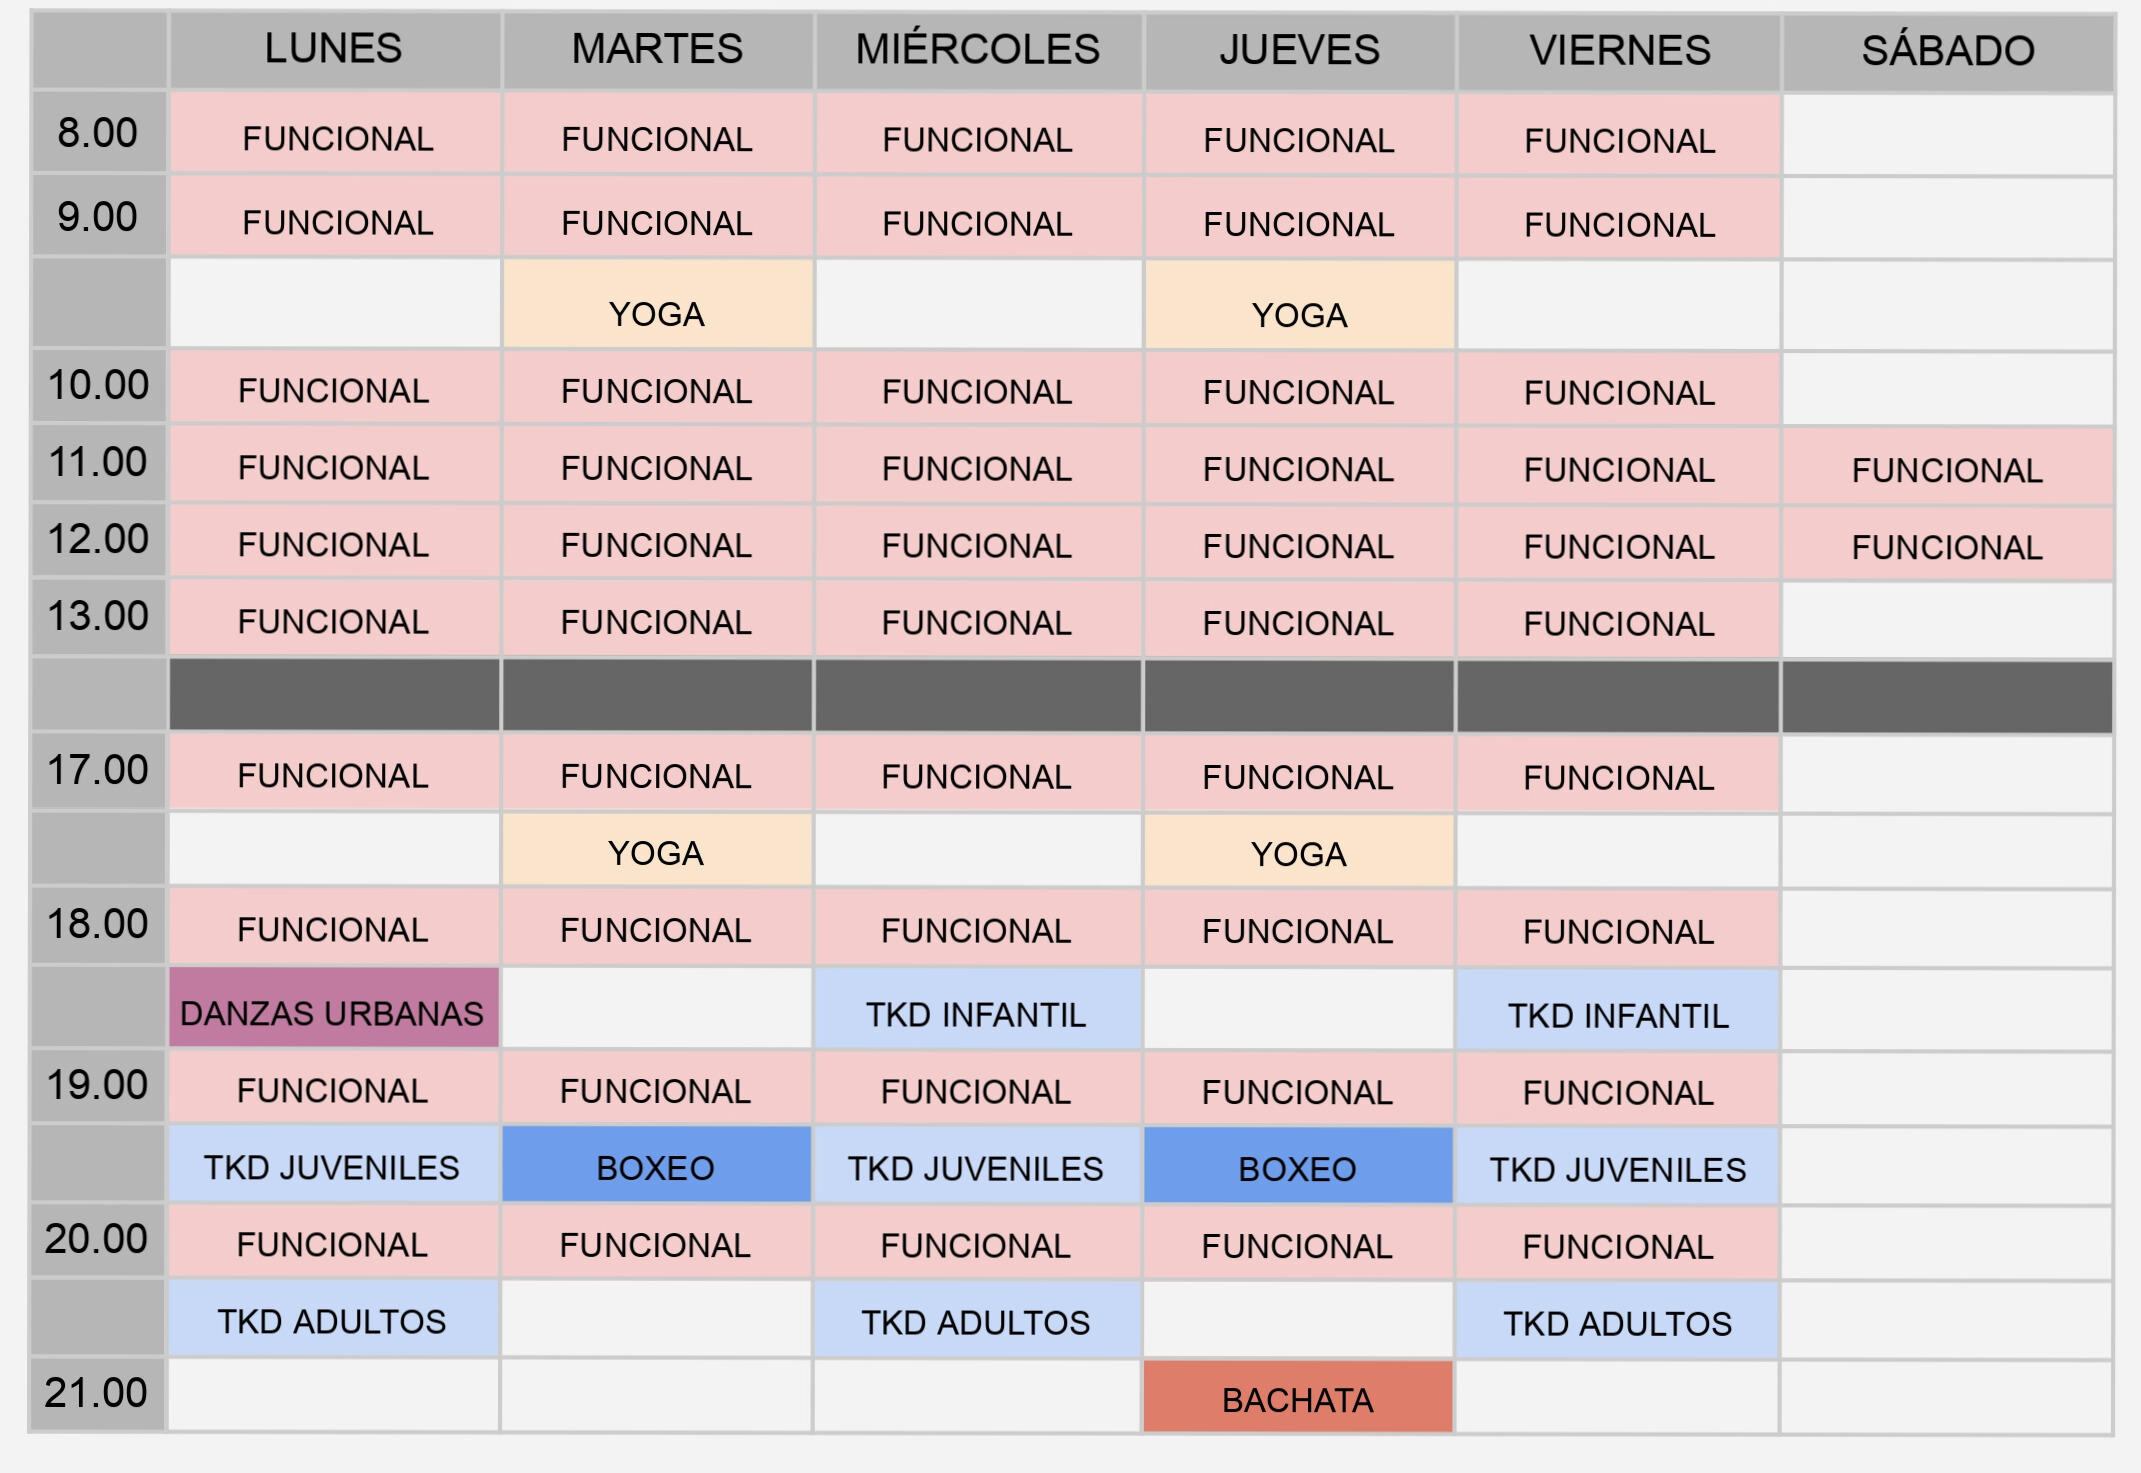 LUNES MARTES MIÉRCOLES JUEVES VIERNES SÁBADO
8.00 FUNCIONAL FUNCIONAL FUNCIONAL FUNCIONAL FUNCIONAL
9.00 FUNCIONAL FUNCIONAL FUNCIONAL FUNCIONAL FUNCIONAL
YOGA YOGA
10.00 FUNCIONAL FUNCIONAL FUNCIONAL FUNCIONAL FUNCIONAL
11.00 FUNCIONAL FUNCIONAL FUNCIONAL FUNCIONAL FUNCIONAL FUNCIONAL
12.00 FUNCIONAL FUNCIONAL FUNCIONAL FUNCIONAL FUNCIONAL FUNCIONAL
13.00 FUNCIONAL FUNCIONAL FUNCIONAL FUNCIONAL FUNCIONAL
17.00 FUNCIONAL FUNCIONAL FUNCIONAL FUNCIONAL FUNCIONAL
YOGA YOGA
18.00 FUNCIONAL FUNCIONAL FUNCIONAL FUNCIONAL FUNCIONAL
DANZAS URBANAS TKD INFANTIL TKD INFANTIL
19.00 FUNCIONAL FUNCIONAL FUNCIONAL FUNCIONAL FUNCIONAL
TKD JUVENILES BOXEO TKD JUVENILES BOXEO TKD JUVENILES
20.00 FUNCIONAL FUNCIONAL FUNCIONAL FUNCIONAL FUNCIONAL
TKD ADULTOS TKD ADULTOS TKD ADULTOS
21.00 BACHATA